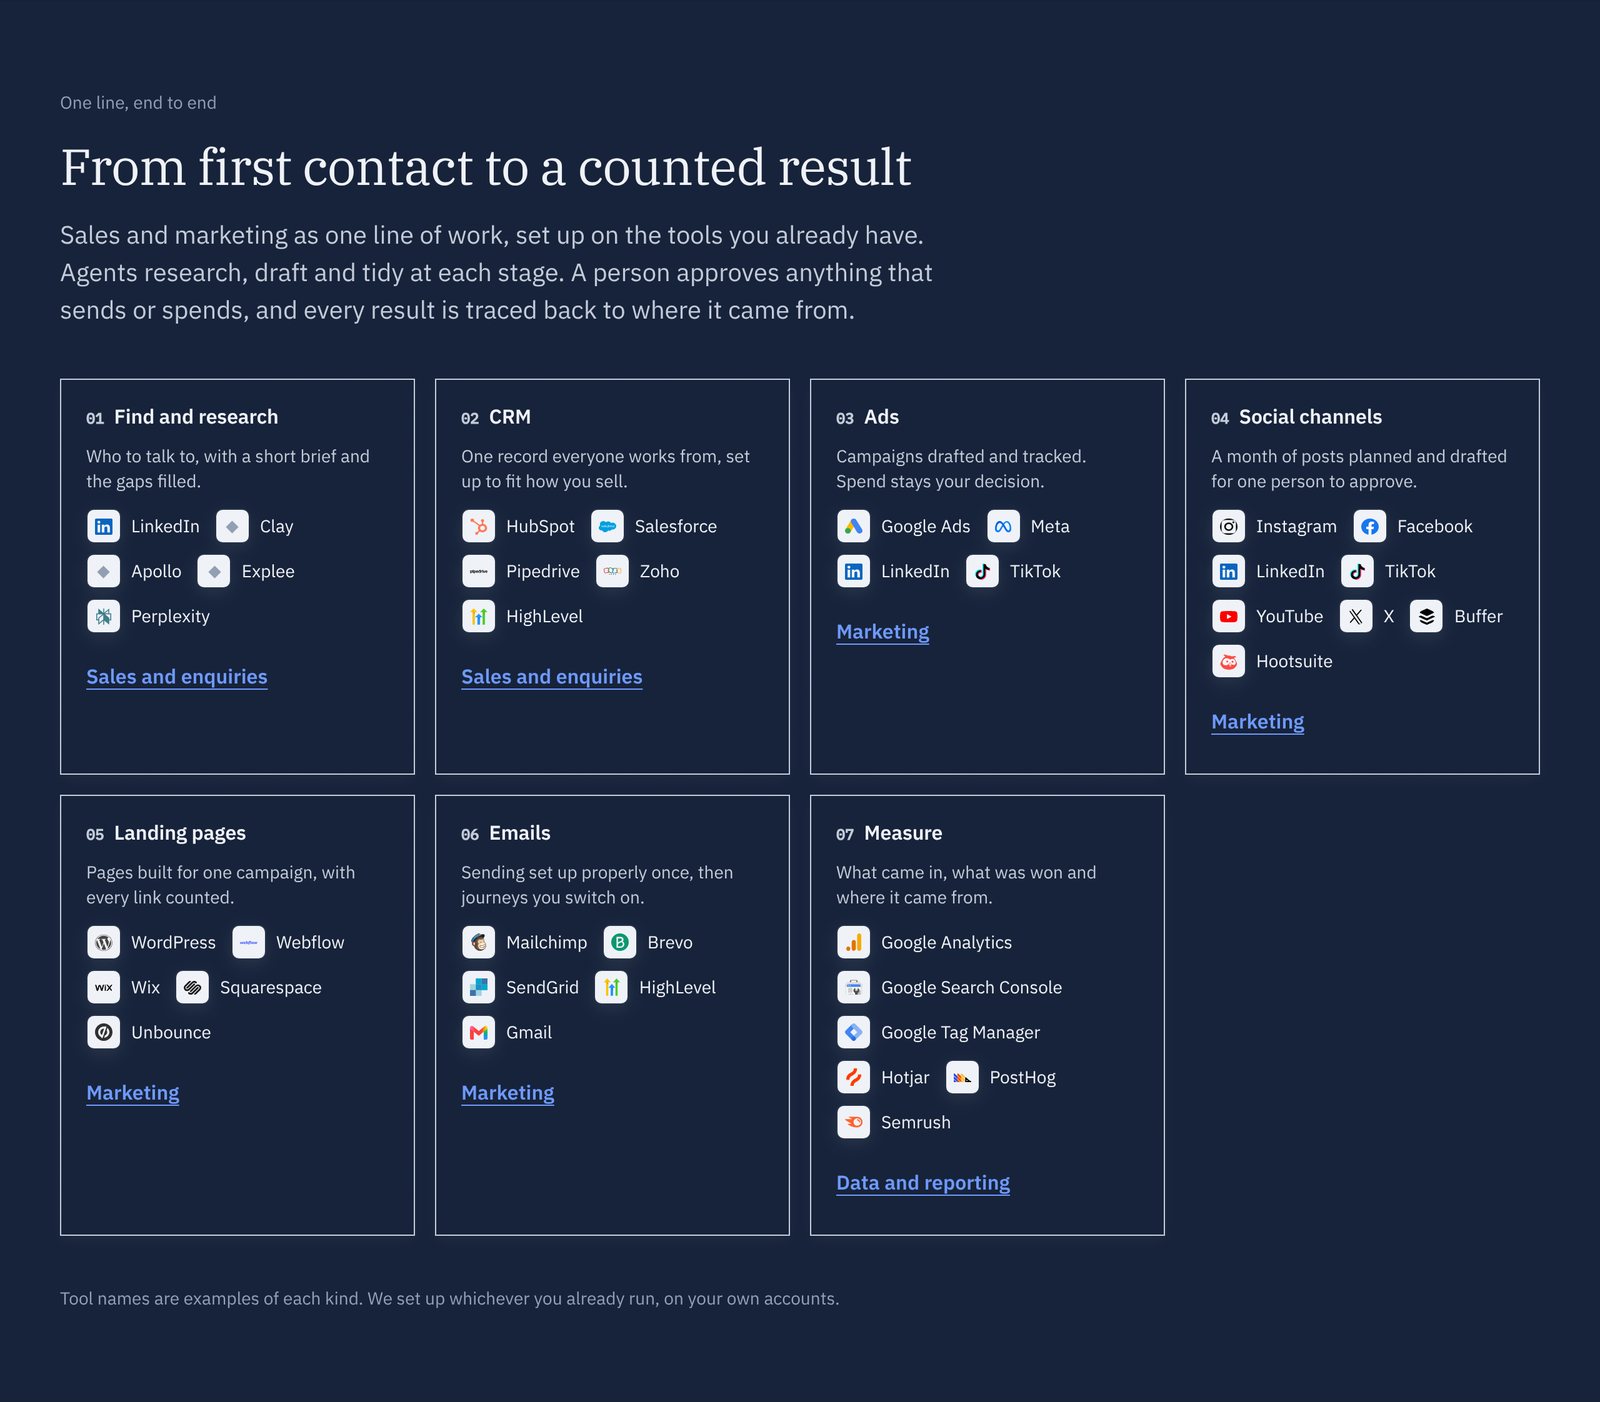 One line, end to end
From first contact to a counted result
Sales and marketing as one line of work, set up on the tools you already have.
Agents research, draft and tidy at each stage. A person approves anything that
sends or spends, and every result is traced back to where it came from.
01 Find and research
Who to talk to, with a short brief and
the gaps filled.
LinkedIn Clay
Apollo Explee
Perplexity
Sales and enquiries
02 CRM
One record everyone works from, set
up to fit how you sell.
HubSpot Salesforce
pipedrive Pipedrive Zoho
HighLevel
Sales and enquiries
03 Ads
Campaigns drafted and tracked.
Spend stays your decision.
Google Ads Meta
LinkedIn TikTok
Marketing
04 Social channels
A month of posts planned and drafted
for one person to approve.
Instagram Facebook
LinkedIn TikTok
YouTube X Buffer
Hootsuite
Marketing
05 Landing pages
Pages built for one campaign, with
every link counted.
WordPress webflow Webflow
WiX Wix Squarespace
Unbounce
Marketing
06 Emails
Sending set up properly once, then
journeys you switch on.
Mailchimp Brevo
SendGrid HighLevel
Gmail
Marketing
07 Measure
What came in, what was won and
where it came from.
Google Analytics
Google Search Console
Google Tag Manager
Hotjar PostHog
Semrush
Data and reporting
Tool names are examples of each kind. We set up whichever you already run, on your own accounts.